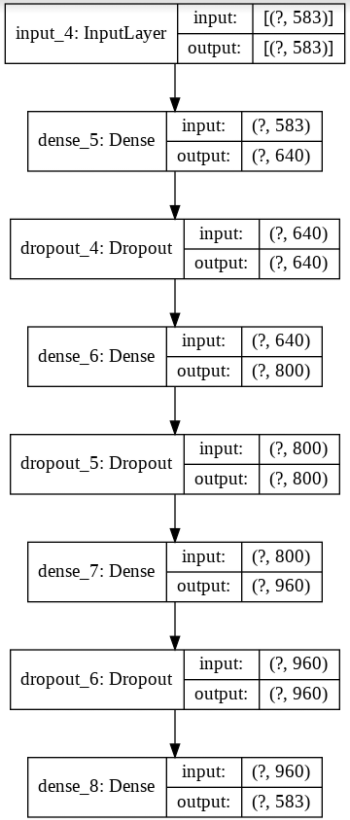 input_4: InputLayer
input: [(?, 583)]
output: [(?, 583)]
dense_5: Dense
input: (?, 583)
output: (?, 640)
dropout_4: Dropout
input: (?, 640)
output: (?, 640)
dense_6: Dense
input: (?, 640)
output: (?, 800)
dropout_5: Dropout
input: (?, 800)
output: (?, 800)
dense_7: Dense
input: (?, 800)
output: (?, 960)
dropout_6: Dropout
input: (?, 960)
output: (?, 960)
dense_8: Dense
input: (?, 960)
output: (?, 583)